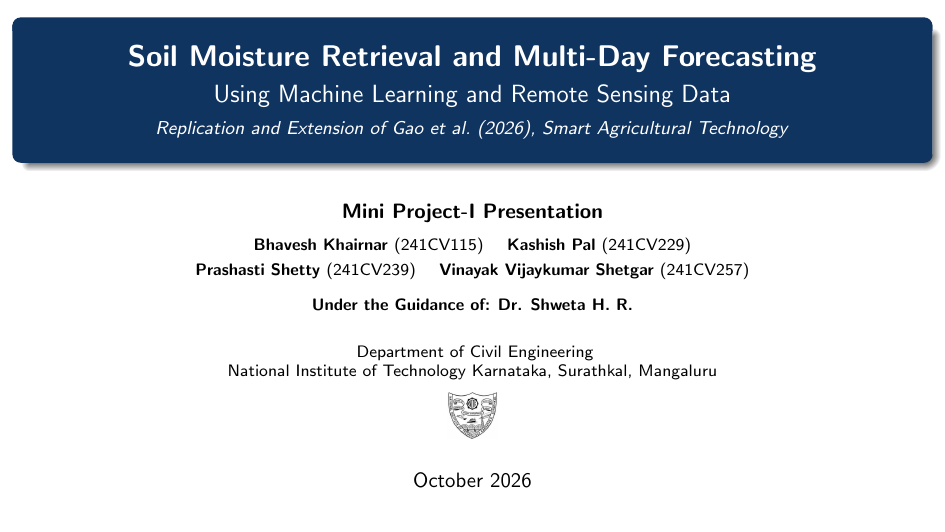 Soil Moisture Retrieval and Multi-Day Forecasting
Using Machine Learning and Remote Sensing Data
Replication and Extension of Gao et al. (2026), Smart Agricultural Technology
Mini Project-I Presentation
Bhavesh Khairnar (241CV115) Kashish Pal (241CV229)
Prashasti Shetty (241CV239) Vinayak Vijaykumar Shetgar (241CV257)
Under the Guidance of: Dr. Shweta H. R.
Department of Civil Engineering
National Institute of Technology Karnataka, Surathkal, Mangaluru
October 2026